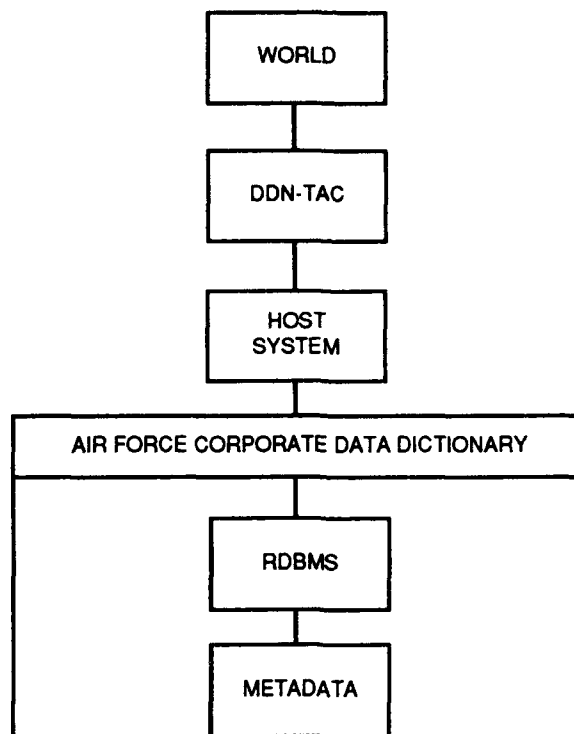 WORLD
DDN-TAC
HOST
SYSTEM
AIR FORCE CORPORATE DATA DICTIONARY
RDBMS
METADATA